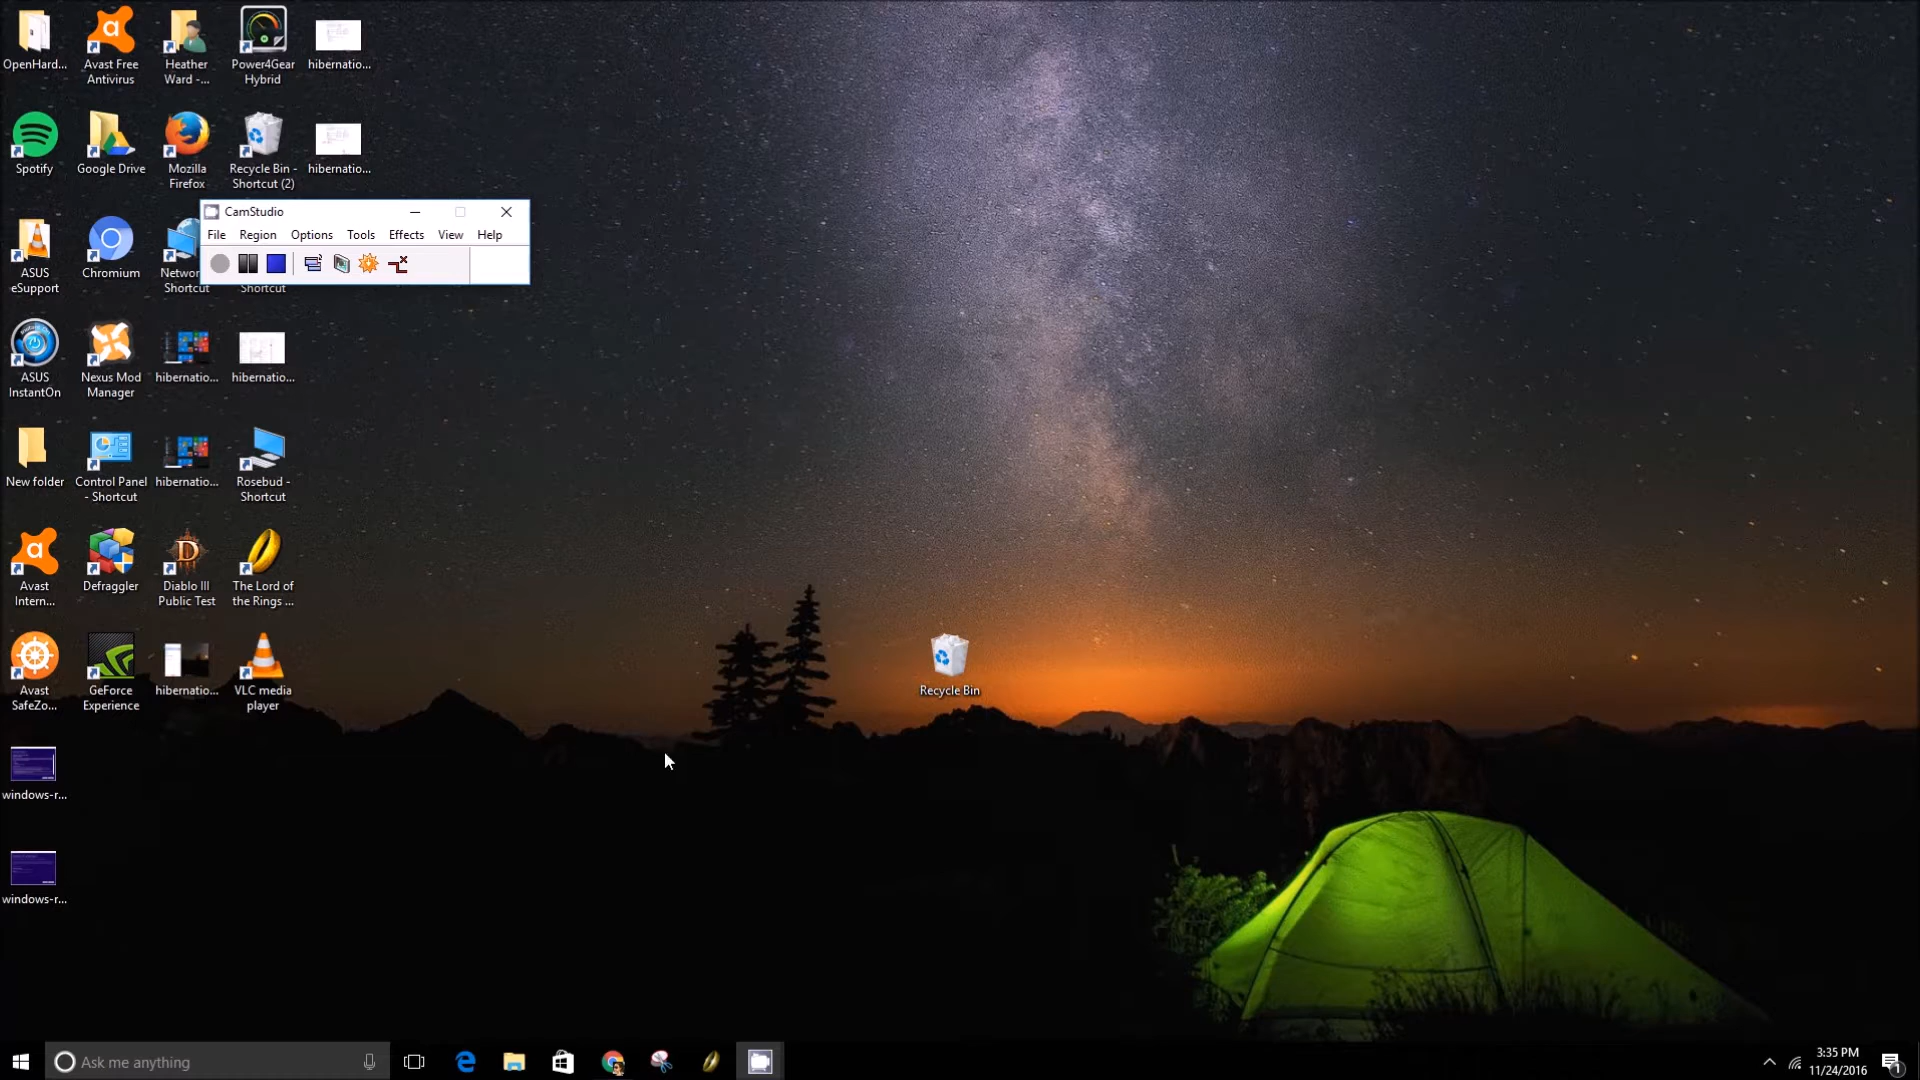 OpenHard...
Avast Free
Antivirus
Heather
Ward -...
Power4Gear
Hybrid
hibernatio...
Spotify
Google Drive
Mozilla
Firefox
Recycle Bin -
Shortcut (2)
hibernatio...
CamStudio
File Region Options Tools Effects View Help
ASUS
eSupport
Chromium
Netwo
Shortcut
Shortcut
ASUS
InstantOn
Nexus Mod
Manager
hibernatio...
hibernatio...
New folder
Control Panel
- Shortcut
hibernatio...
Rosebud -
Shortcut
Avast
Intern...
Defraggler
Diablo III
Public Test
The Lord of
the Rings ...
Avast
SafeZo...
GeForce
Experience
hibernatio...
VLC media
player
Recycle Bin
windows-r...
windows-r...
Ask me anything
3:35 PM
11/24/2016
1